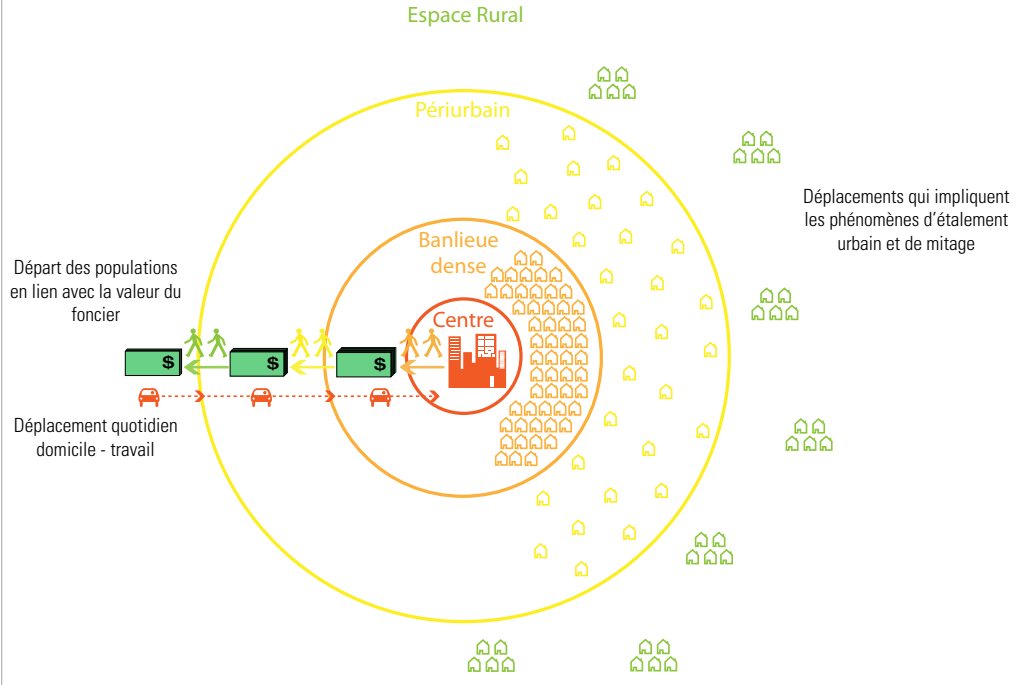 Espace Rural
Périurbain
Déplacements qui impliquent
les phénomènes d'étalement
urbain et de mitage
Banlieue
dense
Départ des populations
en lien avec la valeur du
foncier
Centre
$
$
$
Déplacement quotidien
domicile - travail